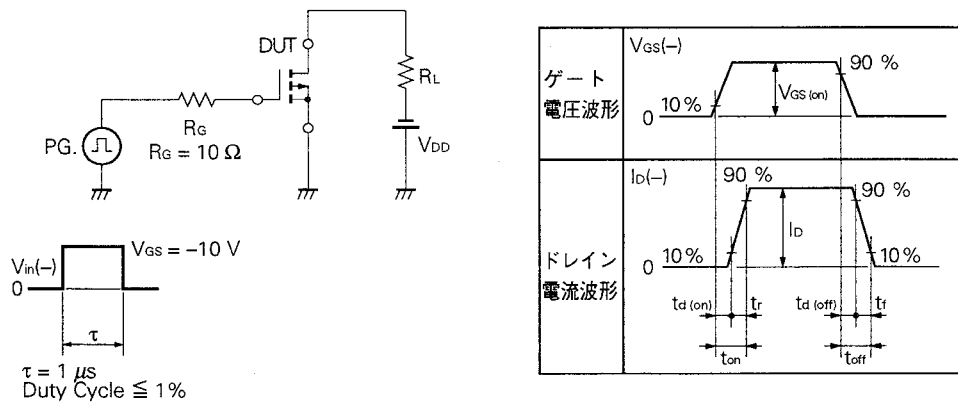 DUT
RL
RG
PG.
RG = 10 Ω
VDD
Vin(−)
VGS = −10 V
0
τ
τ = 1 μs
Duty Cycle ≦ 1%
ゲート
電圧波形
VGS(−)
90 %
VGS (on)
10%
0
ドレイン
電流波形
ID(−)
90 %
90 %
ID
10%
10%
0
td (on)
tr
td (off)
tf
ton
toff